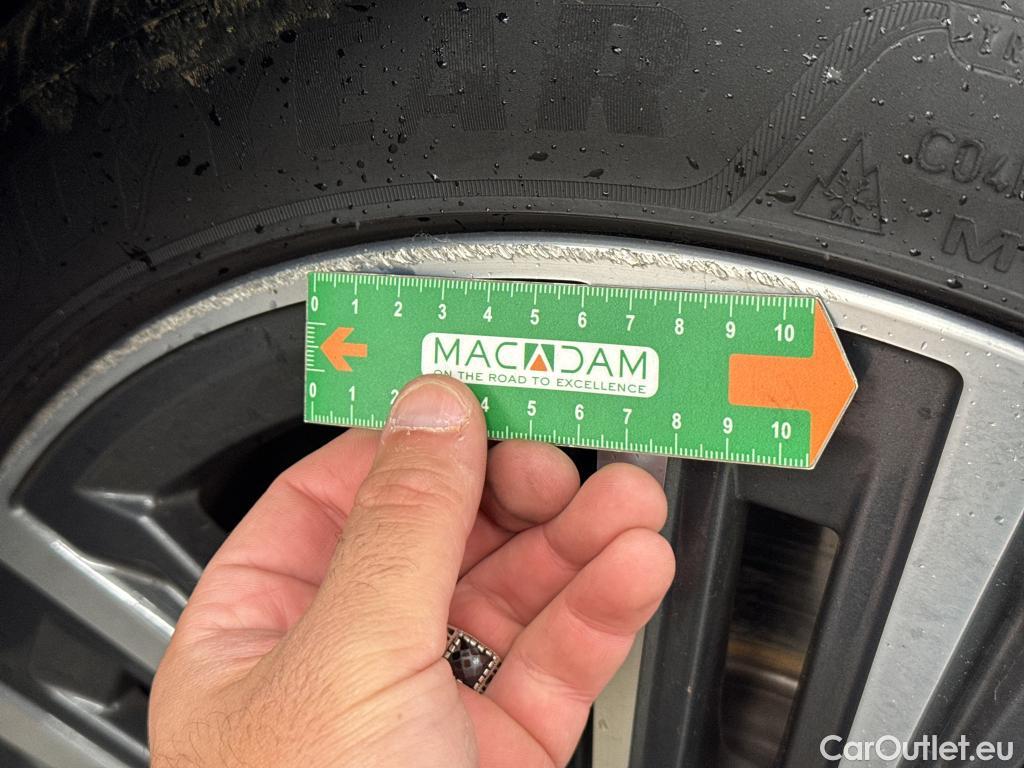 YEAR
0 1 2 3 4 5 6 7 8 9 10
MACADAM
ON THE ROAD TO EXCELLENCE
0 1 2 4 5 6 7 8 9 10
CarOutlet.eu